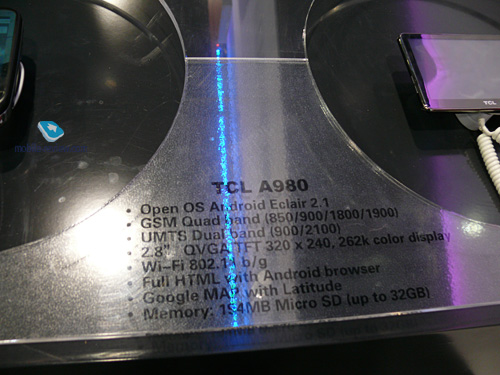 TCL
TCL A980
• Open OS Android Eclair 2.1
• GSM Quad band (850/900/1800/1900)
• UMTS Dual band (900/2100)
• 2.8" QVGA TFT 320 x 240, 262k color display
• Wi-Fi 802.11 b/g
• Full HTML with Android browser
• Google MAP with Latitude
• Memory: 194MB Micro SD (up to 32GB)